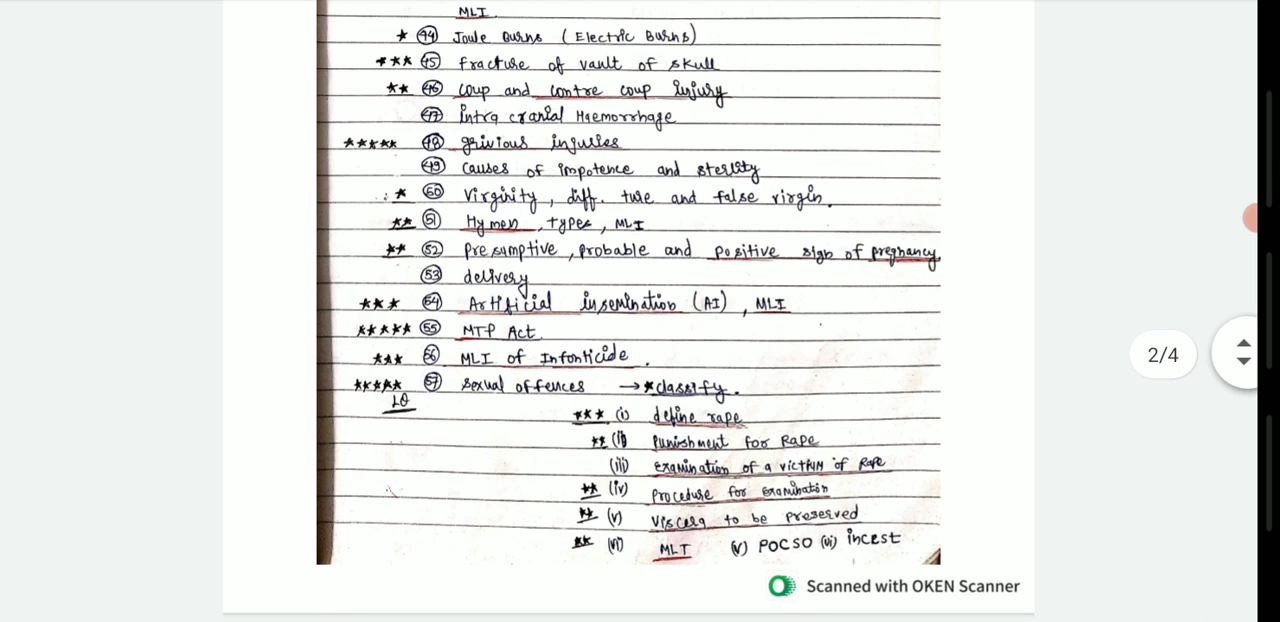 MLI
★ (44) Joule Burns ( Electric Burns)
★★★ (45) fracture of vault of skull
★★ (46) coup and contre coup injury
(47) Intra cranial Haemorrhage
★★★★★ (48) grivious injuries
(49) causes of impotence and sterlity
★ (50) Virginity, diff. ture and false virgin.
★★ (51) Hymen, types, MLI
★★ (52) Presumptive, probable and positive sign of pregnancy
(53) delivery
★★★ (54) Artificial insemination (AI), MLI
★★★★★ (55) MTP Act
★★★ (56) MLI of Infanticide.
★★★★★ (57) sexual offences → ★classify.
LQ
★★★ (i) define rape
★★ (ii) Punishment for Rape
(iii) examination of a victim of Rape
★★ (iv) procedure for examination
★★ (v) viscera to be preserved
★★ (vi) MLI (v) POCSO (vi) incest
2/4
Scanned with OKEN Scanner